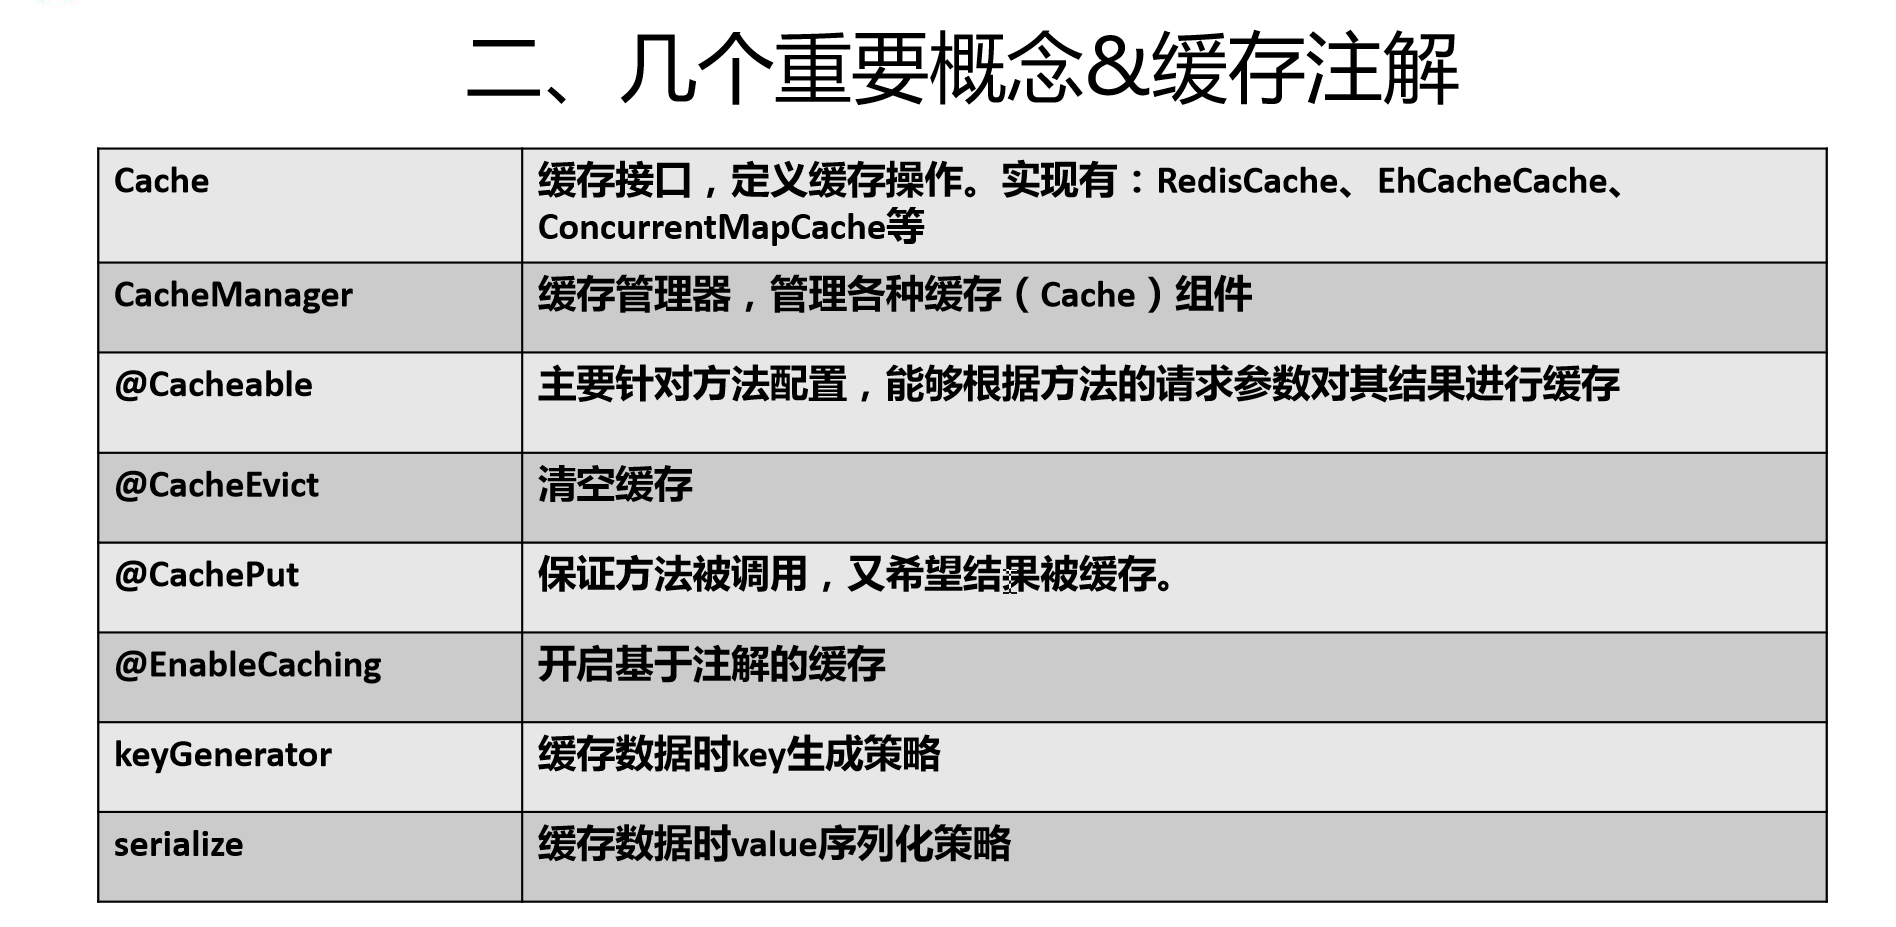 二、几个重要概念&缓存注解
Cache
缓存接口，定义缓存操作。实现有：RedisCache、EhCacheCache、
ConcurrentMapCache等
CacheManager
缓存管理器，管理各种缓存（Cache）组件
@Cacheable
主要针对方法配置，能够根据方法的请求参数对其结果进行缓存
@CacheEvict
清空缓存
@CachePut
保证方法被调用，又希望结果被缓存。
@EnableCaching
开启基于注解的缓存
keyGenerator
缓存数据时key生成策略
serialize
缓存数据时value序列化策略